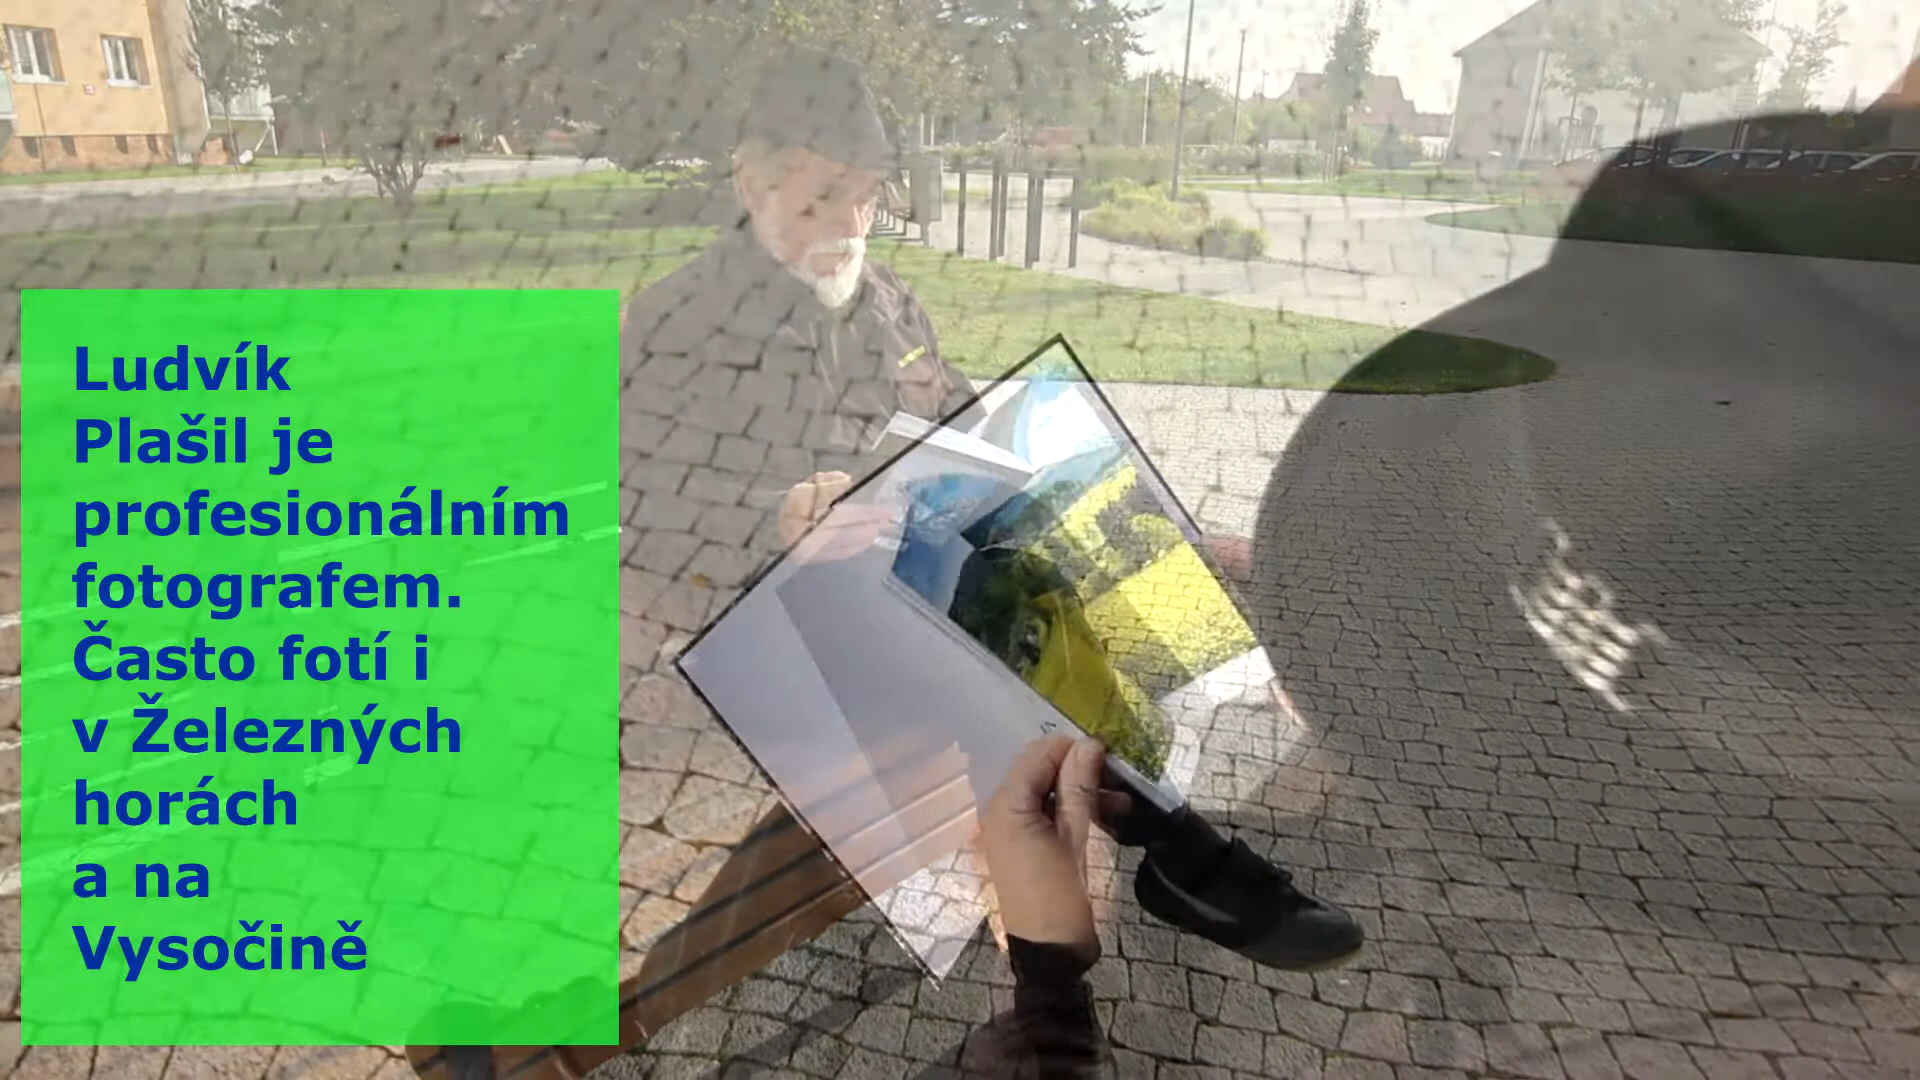 Ludvík
Plašil je
profesionálním
fotografem.
Často fotí i
v Železných
horách
a na
Vysočině